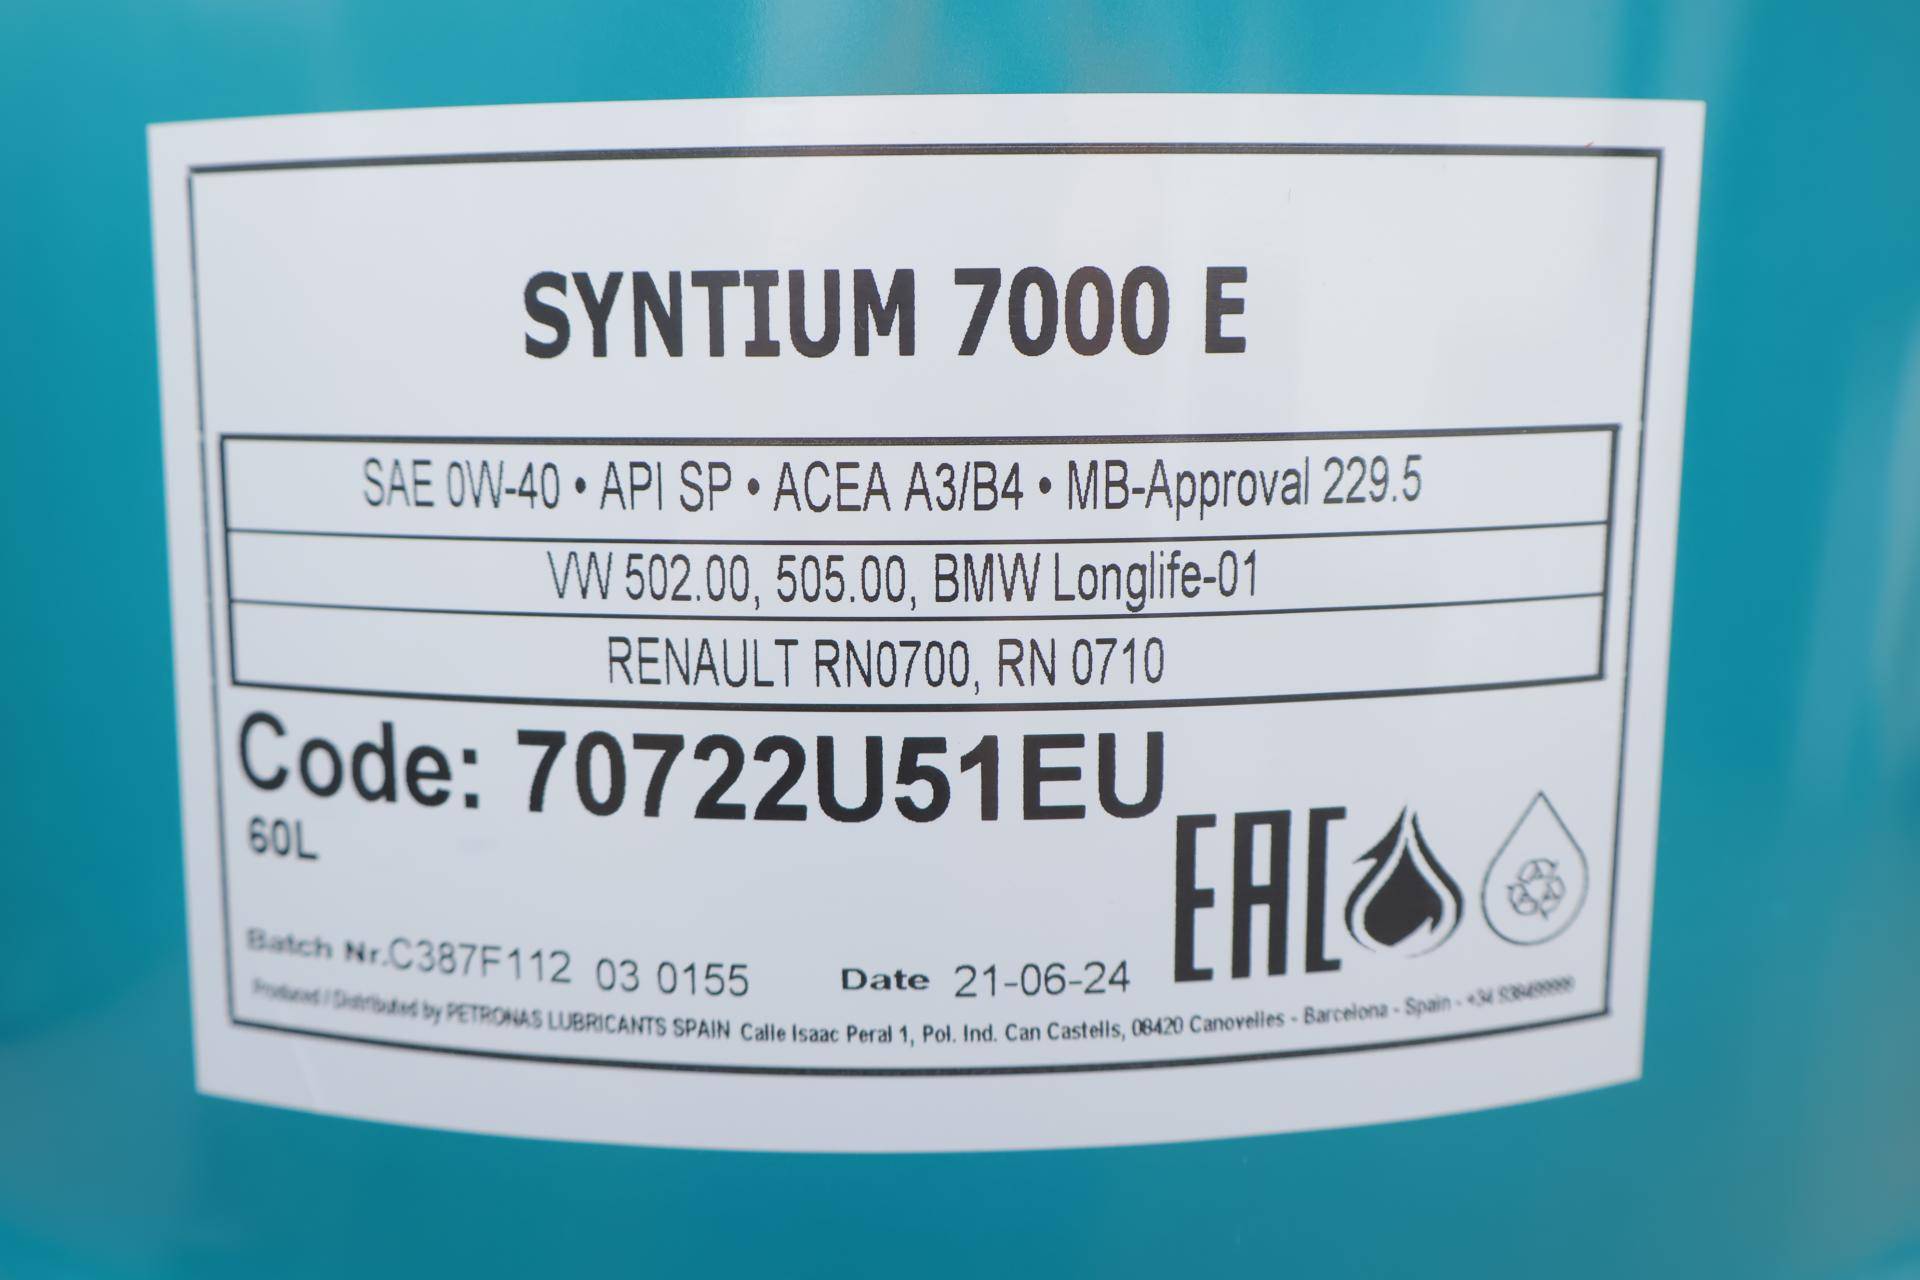 SYNTIUM 7000 E
SAE 0W-40 • API SP • ACEA A3/B4 • MB-Approval 229.5
VW 502.00, 505.00, BMW Longlife-01
RENAULT RN0700, RN 0710
Code: 70722U51EU
60L
EAC
Batch Nr.C387F112 03 0155 Date 21-06-24
Produced / Distributed by PETRONAS LUBRICANTS SPAIN Calle Isaac Peral 1, Pol. Ind. Can Castells, 08420 Canovelles - Barcelona - Spain - +34